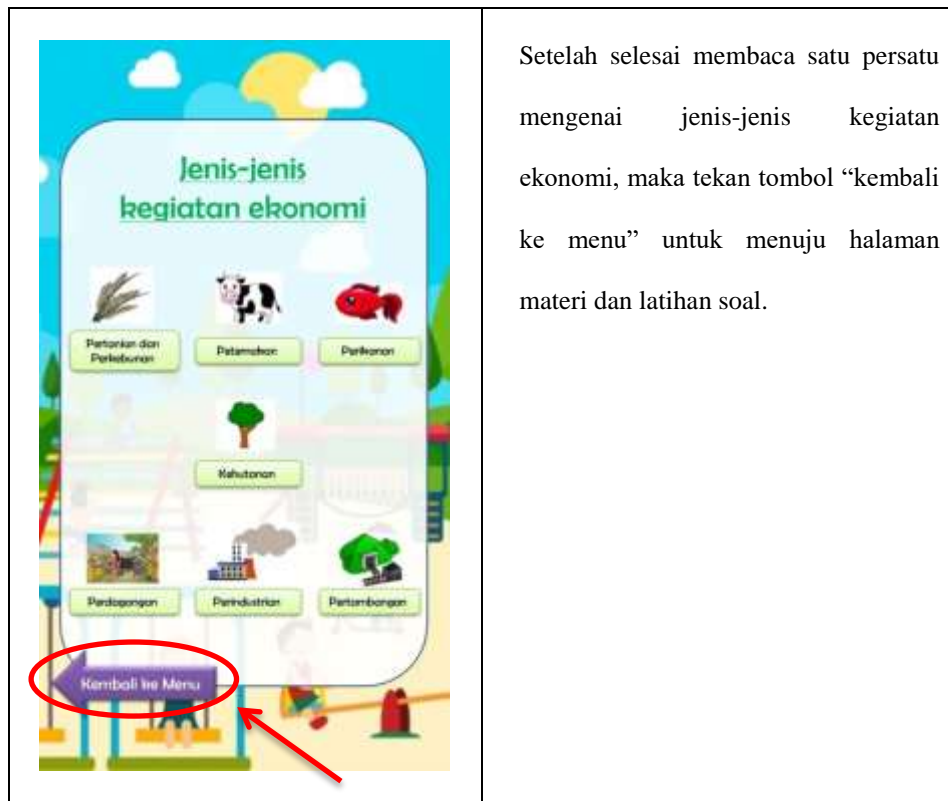 Jenis-jenis
kegiatan ekonomi
Pertanian dan
Perkebunan
Peternakan
Perikanan
Kehutanan
Perdagangan
Perindustrian
Pertambangan
Kembali ke Menu
Setelah selesai membaca satu persatu
mengenai jenis-jenis kegiatan
ekonomi, maka tekan tombol “kembali
ke menu” untuk menuju halaman
materi dan latihan soal.